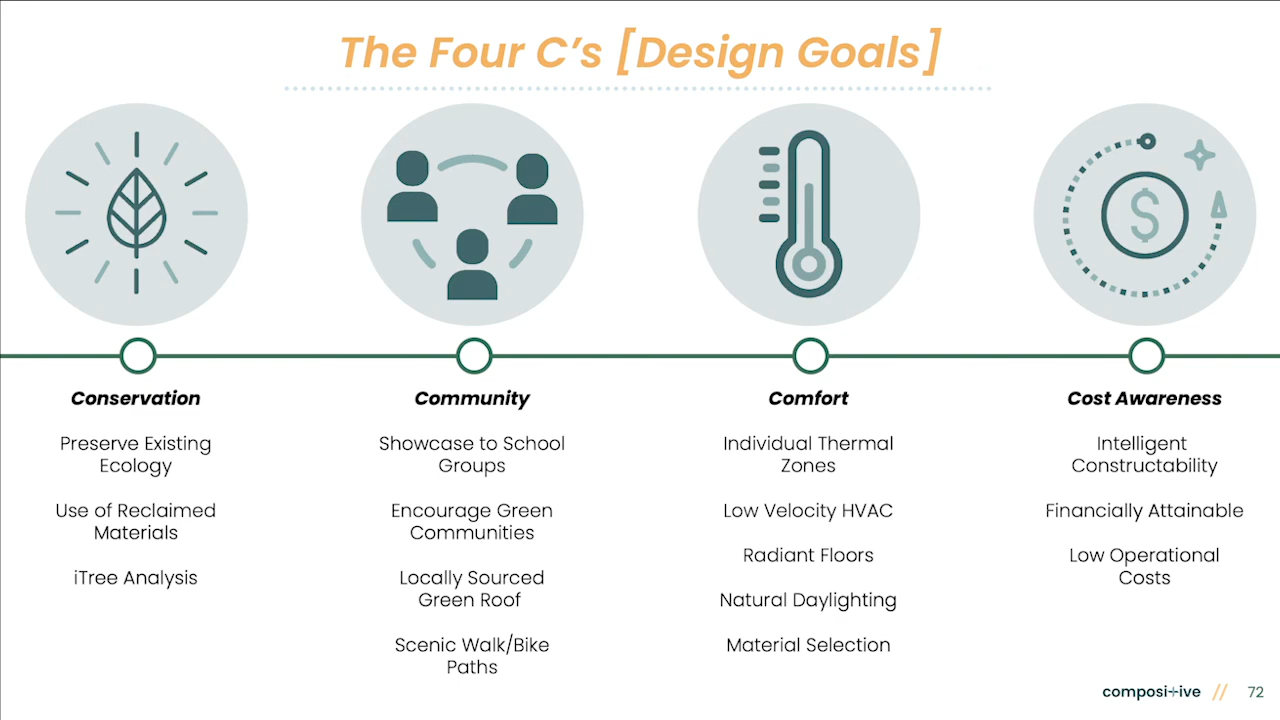 The Four C's [Design Goals]
$
Conservation
Preserve Existing
Ecology
Use of Reclaimed
Materials
iTree Analysis
Community
Showcase to School
Groups
Encourage Green
Communities
Locally Sourced
Green Roof
Scenic Walk/Bike
Paths
Comfort
Individual Thermal
Zones
Low Velocity HVAC
Radiant Floors
Natural Daylighting
Material Selection
Cost Awareness
Intelligent
Constructability
Financially Attainable
Low Operational
Costs
composi+ive // 72